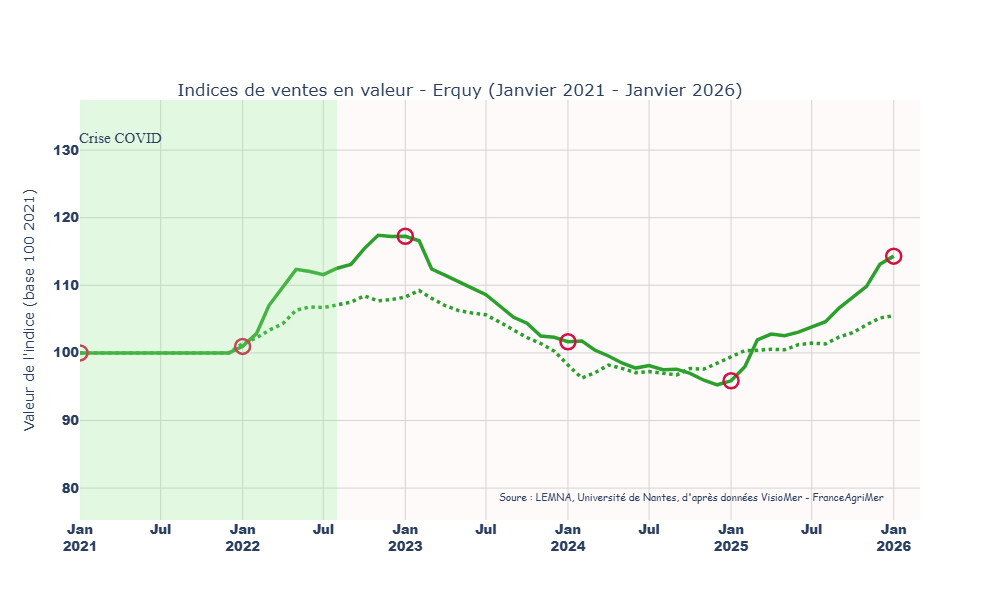 Indices de ventes en valeur - Erquy (Janvier 2021 - Janvier 2026)
Crise COVID
130
120
110
100
90
80
Valeur de l'indice (base 100 2021)
Soure : LEMNA, Université de Nantes, d'après données VisioMer - FranceAgriMer
Jan Jul Jan Jul Jan Jul Jan Jul Jan Jul Jan
2021 2022 2023 2024 2025 2026